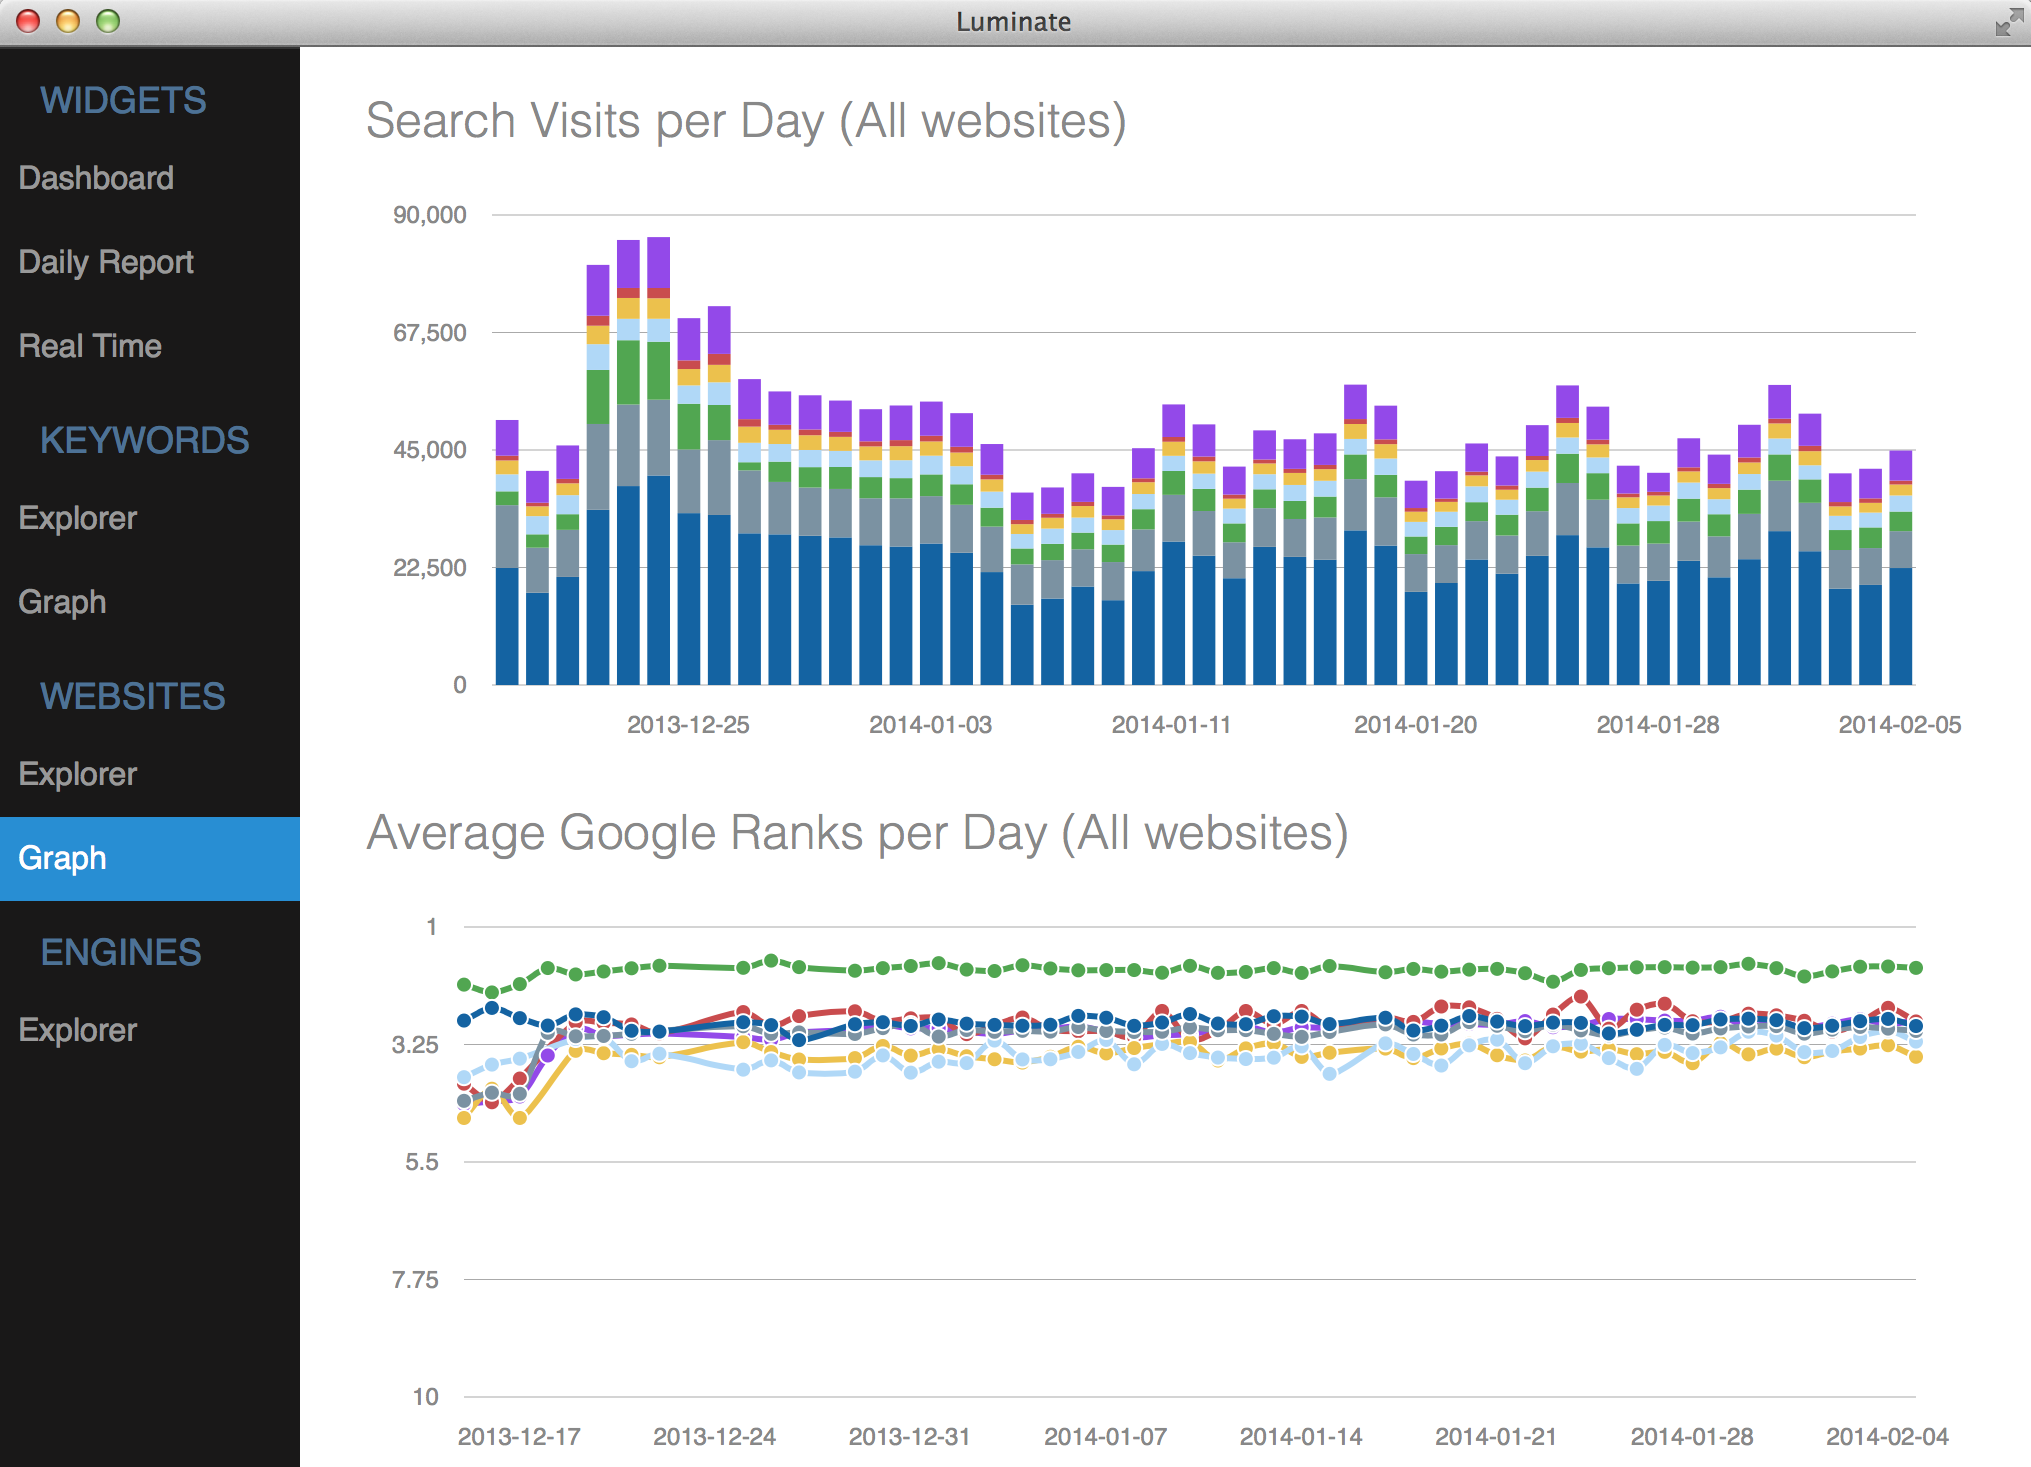 Luminate
WIDGETS
Dashboard
Daily Report
Real Time
KEYWORDS
Explorer
Graph
WEBSITES
Explorer
Graph
ENGINES
Explorer
Search Visits per Day (All websites)
90,000
67,500
45,000
22,500
0
2013-12-25 2014-01-03 2014-01-11 2014-01-20 2014-01-28 2014-02-05
Average Google Ranks per Day (All websites)
1
3.25
5.5
7.75
10
2013-12-17 2013-12-24 2013-12-31 2014-01-07 2014-01-14 2014-01-21 2014-01-28 2014-02-04